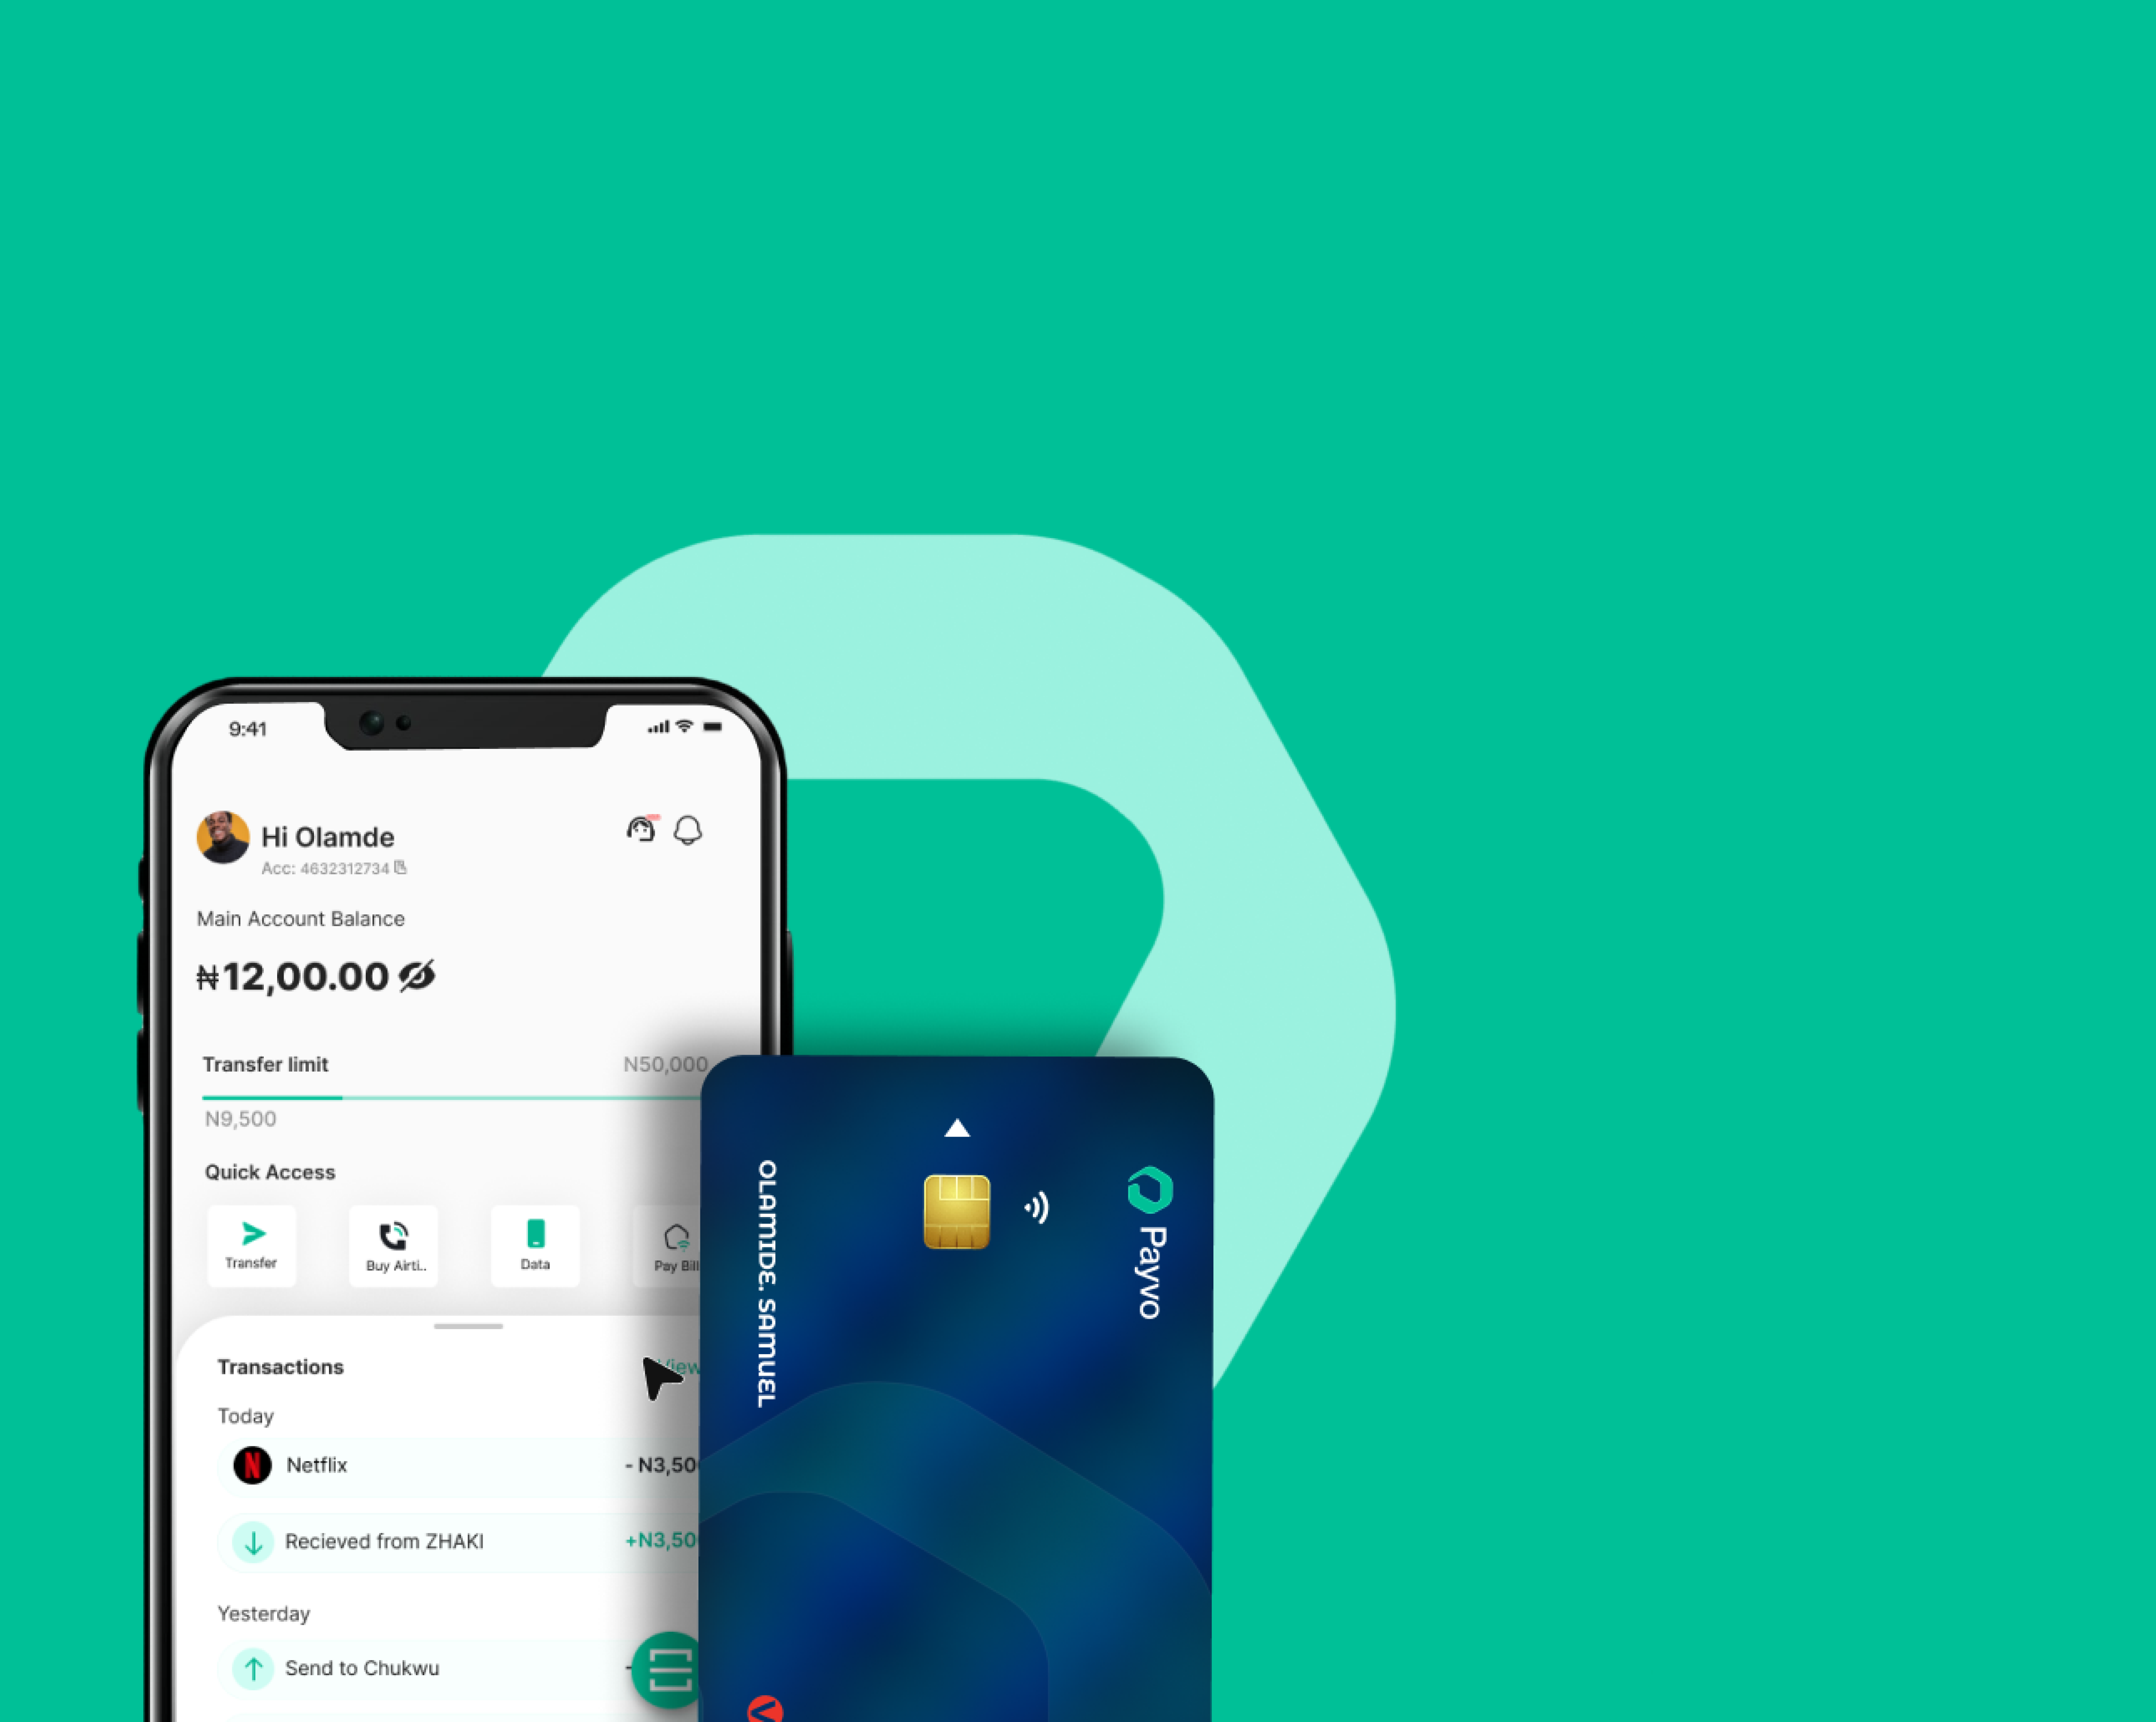 9:41
Hi Olamde
Acc: 4632312734
Main Account Balance
₦12,00.00
Transfer limit
N50,000
N9,500
Quick Access
Transfer
Buy Airti..
Data
Pay Bill
Transactions
View
Today
Netflix
- N3,50
Recieved from ZHAKI
+N3,50
Yesterday
Send to Chukwu
-
OLAMIDE. SAMUEL
Payvo